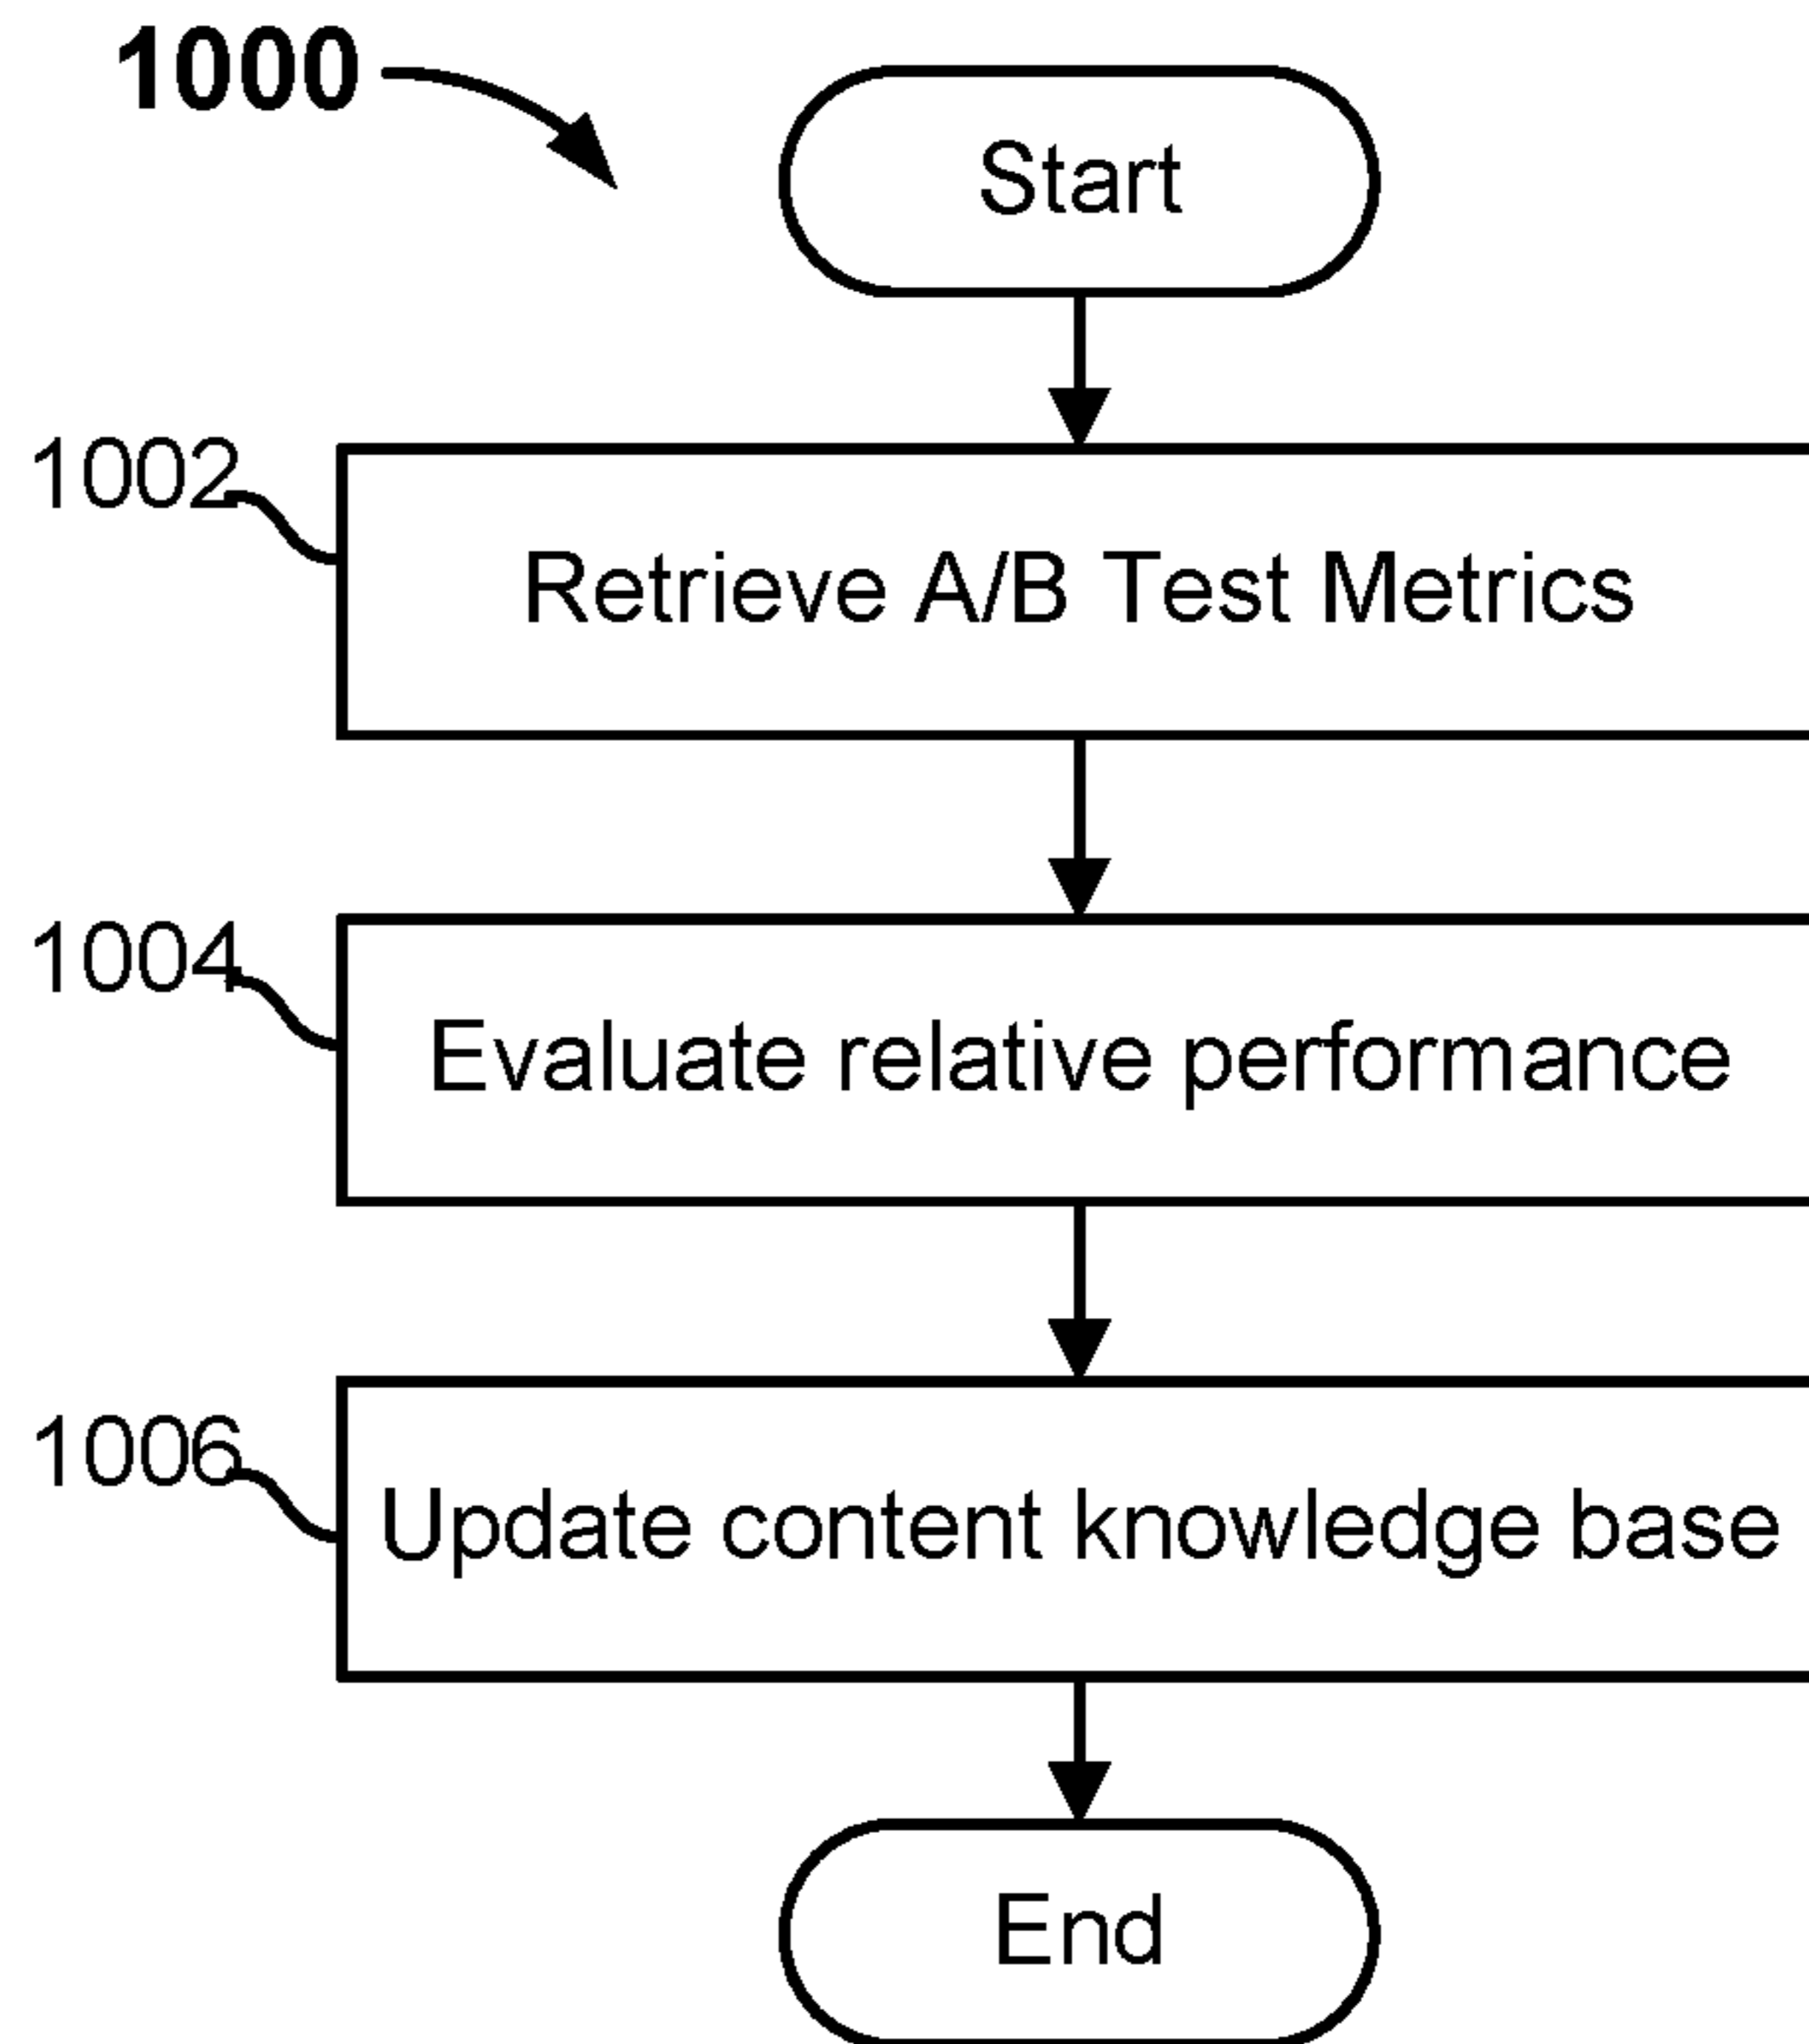 1000
Start
1002
Retrieve A/B Test Metrics
1004
Evaluate relative performance
1006
Update content knowledge base
End